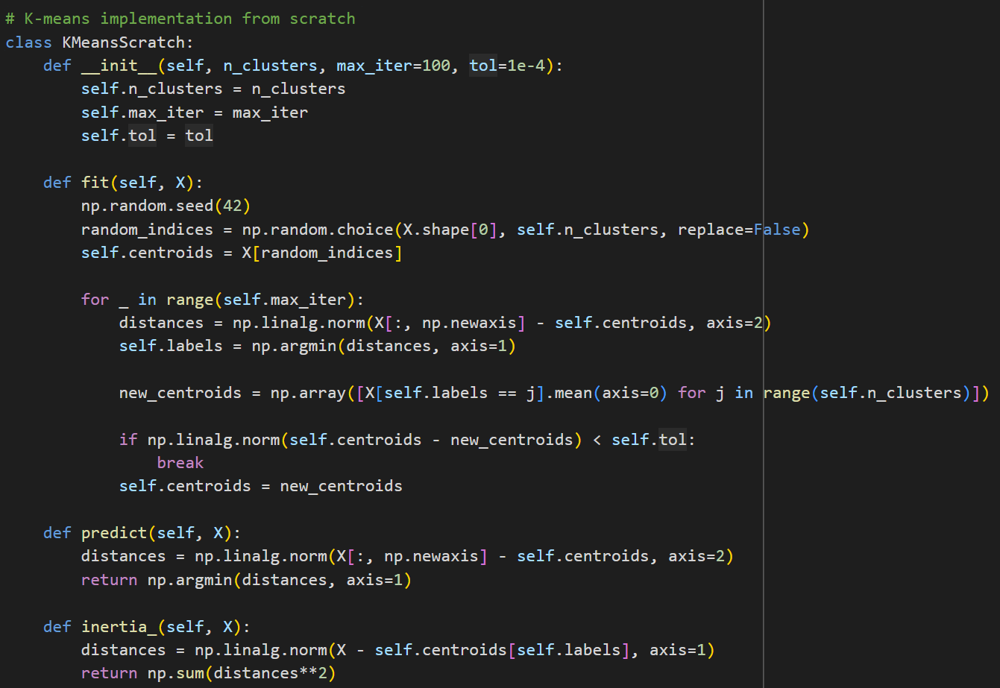 # K-means implementation from scratch
class KMeansScratch:
    def __init__(self, n_clusters, max_iter=100, tol=1e-4):
        self.n_clusters = n_clusters
        self.max_iter = max_iter
        self.tol = tol

    def fit(self, X):
        np.random.seed(42)
        random_indices = np.random.choice(X.shape[0], self.n_clusters, replace=False)
        self.centroids = X[random_indices]

        for _ in range(self.max_iter):
            distances = np.linalg.norm(X[:, np.newaxis] - self.centroids, axis=2)
            self.labels = np.argmin(distances, axis=1)

            new_centroids = np.array([X[self.labels == j].mean(axis=0) for j in range(self.n_clusters)])

            if np.linalg.norm(self.centroids - new_centroids) < self.tol:
                break
            self.centroids = new_centroids

    def predict(self, X):
        distances = np.linalg.norm(X[:, np.newaxis] - self.centroids, axis=2)
        return np.argmin(distances, axis=1)

    def inertia_(self, X):
        distances = np.linalg.norm(X - self.centroids[self.labels], axis=1)
        return np.sum(distances**2)